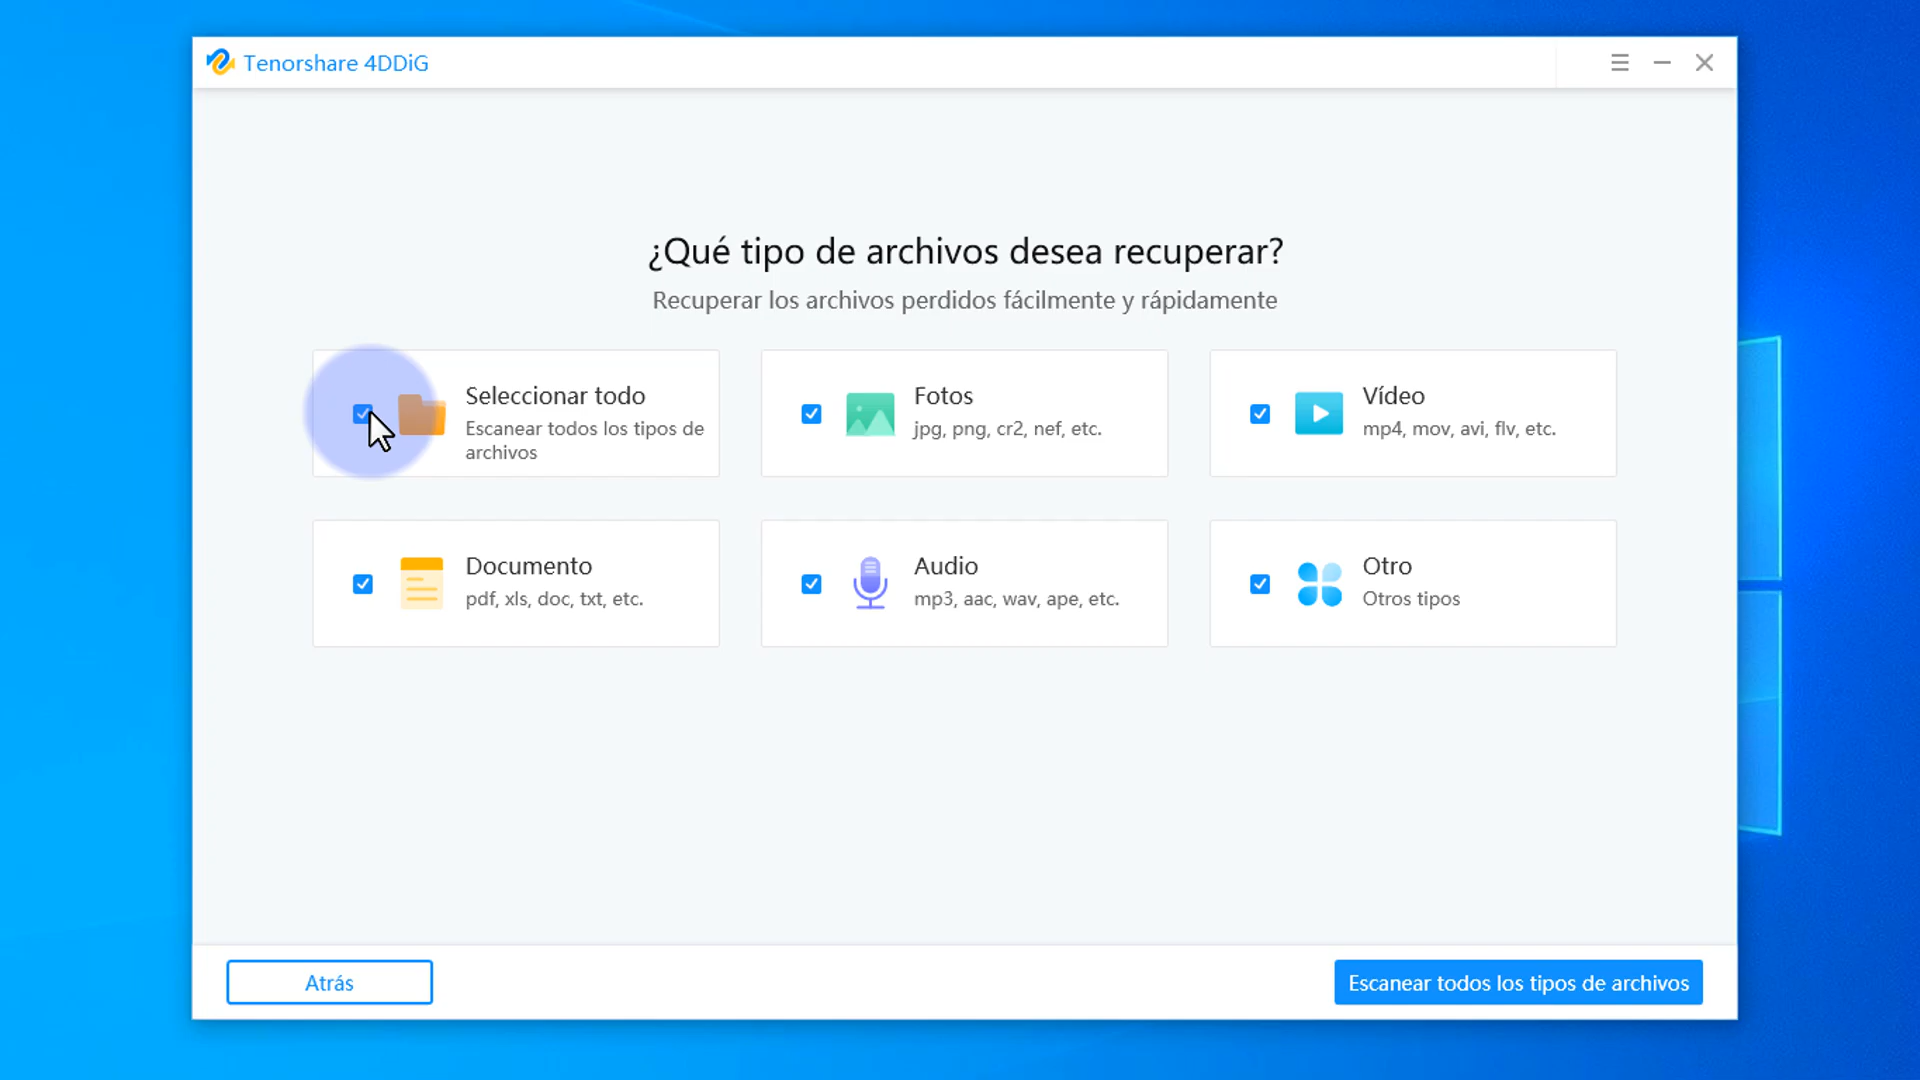 Tenorshare 4DDiG
¿Qué tipo de archivos desea recuperar?
Recuperar los archivos perdidos fácilmente y rápidamente
Seleccionar todo
Escanear todos los tipos de
archivos
Fotos
jpg, png, cr2, nef, etc.
Vídeo
mp4, mov, avi, flv, etc.
Documento
pdf, xls, doc, txt, etc.
Audio
mp3, aac, wav, ape, etc.
Otro
Otros tipos
Atrás
Escanear todos los tipos de archivos